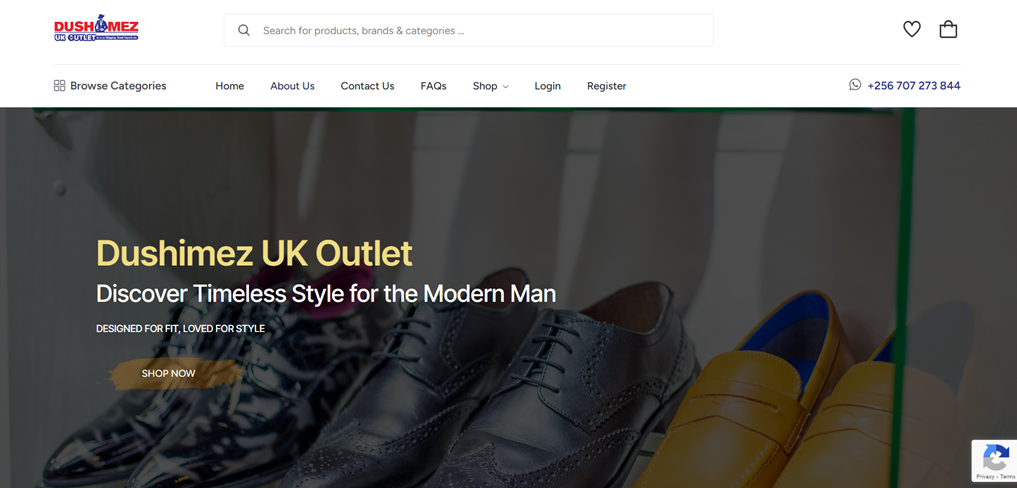 DUSHIMEZ
UK OUTLET
Search for products, brands & categories ...
Browse Categories
Home
About Us
Contact Us
FAQs
Shop
Login
Register
+256 707 273 844
Dushimez UK Outlet
Discover Timeless Style for the Modern Man
DESIGNED FOR FIT, LOVED FOR STYLE
SHOP NOW
Privacy - Terms